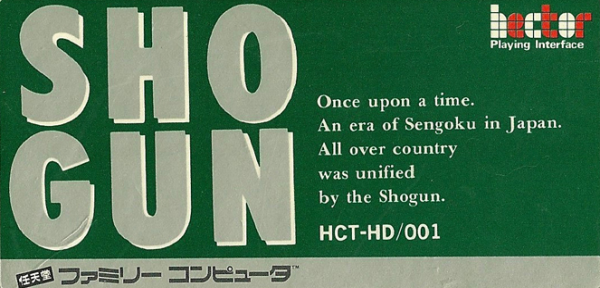 SHO
GUN
hector
Playing Interface
Once upon a time.
An era of Sengoku in Japan.
All over country
was unified
by the Shogun.
HCT-HD/001
任天堂 ファミリー コンピュータ™